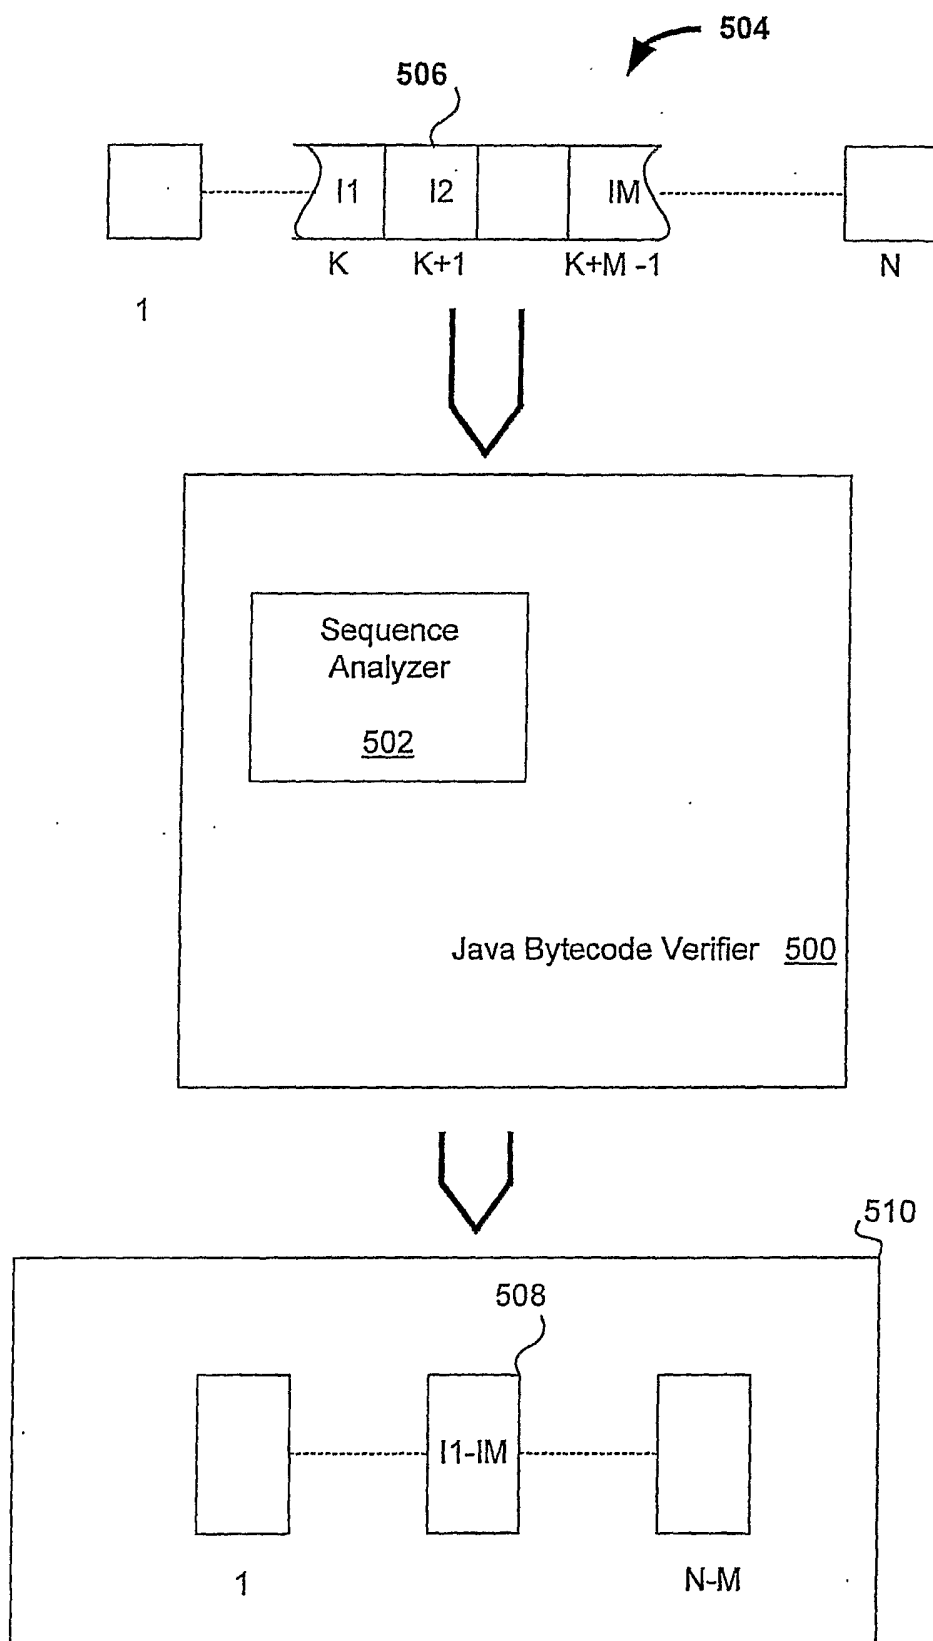 504
506
I1 I2 IM
K K+1 K+M -1 N
1
Sequence
Analyzer
502
Java Bytecode Verifier 500
510
508
I1-IM
1 N-M